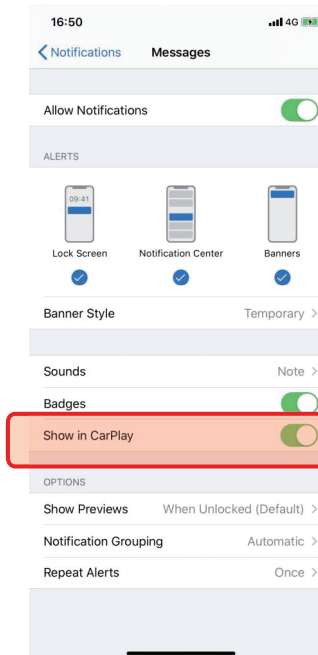 16:50 4G
Notifications Messages
Allow Notifications
ALERTS
09:41
Lock Screen Notification Center Banners
Banner Style Temporary
Sounds Note
Badges
Show in CarPlay
OPTIONS
Show Previews When Unlocked (Default)
Notification Grouping Automatic
Repeat Alerts Once